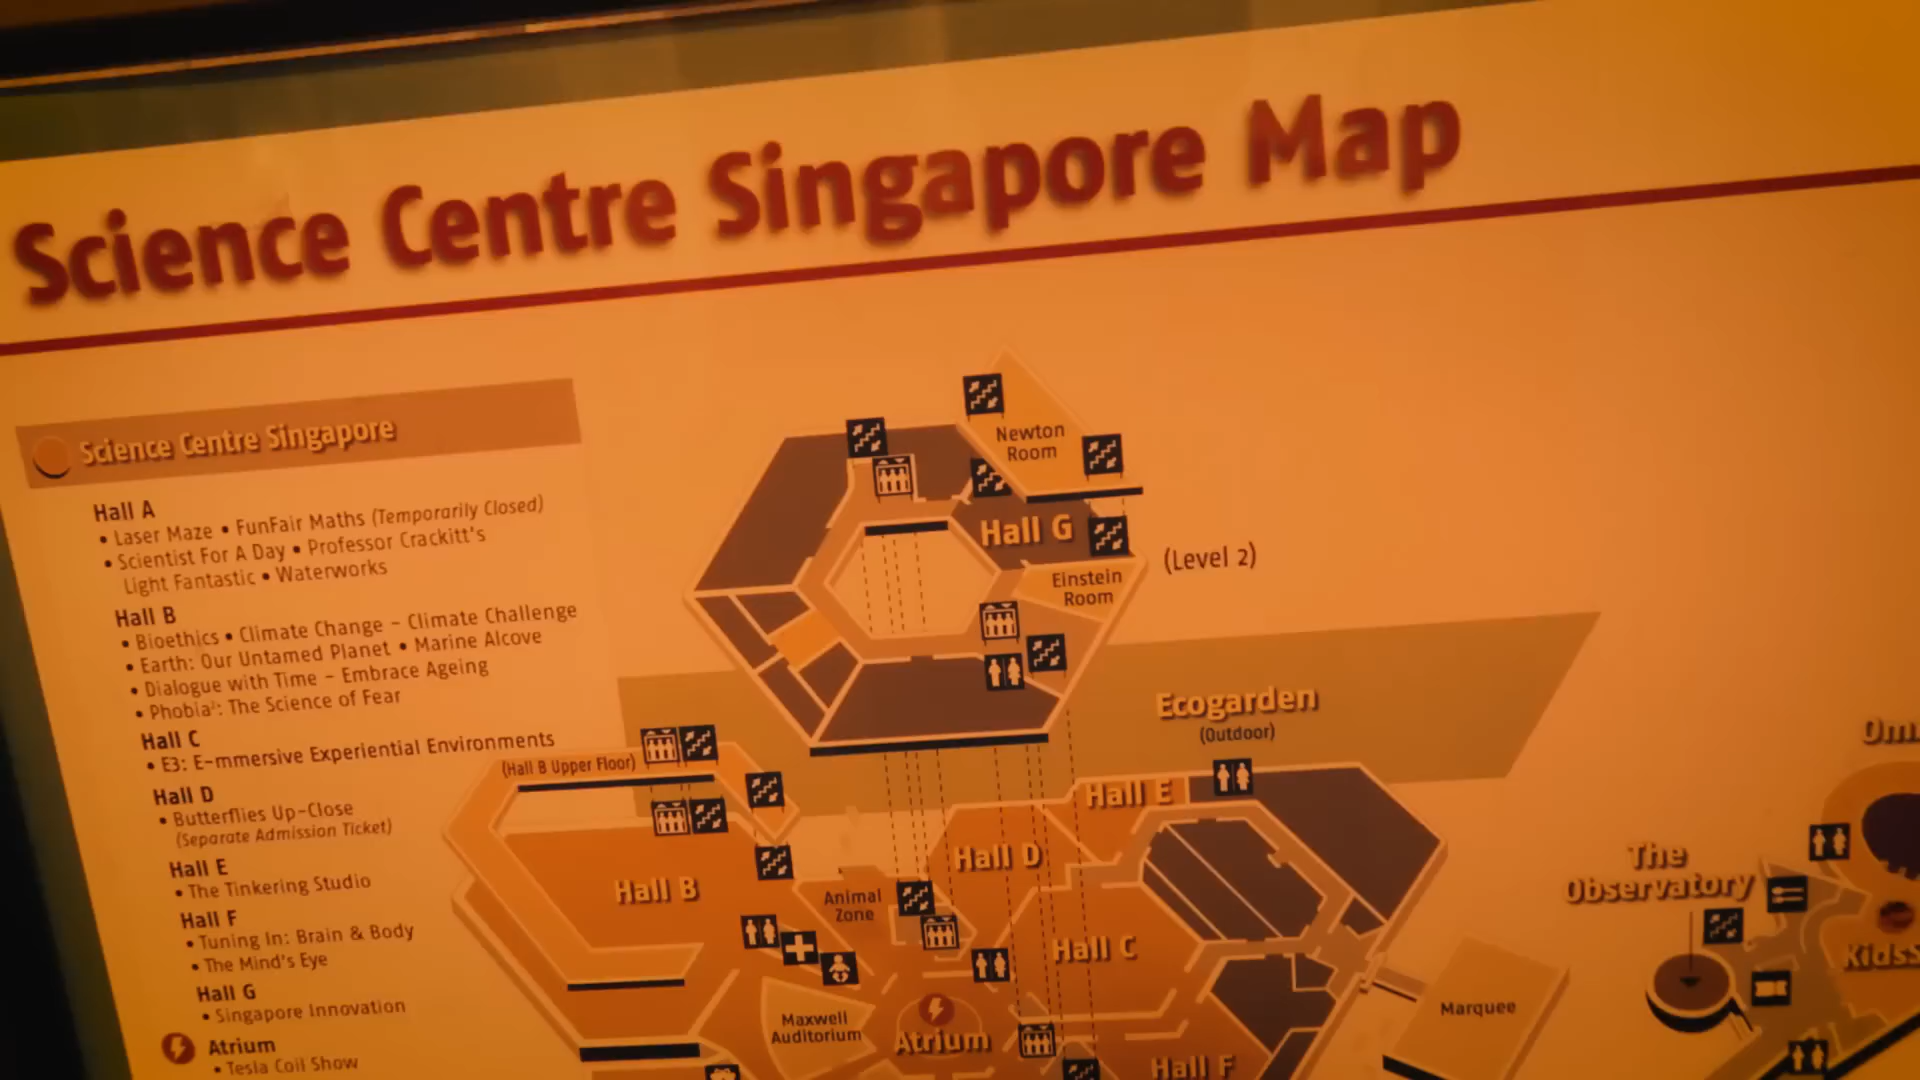 Science Centre Singapore Map
Science Centre Singapore
Hall A
• Laser Maze • FunFair Maths (Temporarily Closed)
• Scientist For A Day • Professor Crackitt's
Light Fantastic • Waterworks
Hall B
• Bioethics • Climate Change – Climate Challenge
• Earth: Our Untamed Planet • Marine Alcove
• Dialogue with Time – Embrace Ageing
• Phobia²: The Science of Fear
Hall C
• E3: E-mmersive Experiential Environments
Hall D
• Butterflies Up-Close
(Separate Admission Ticket)
Hall E
• The Tinkering Studio
Hall F
• Tuning In: Brain & Body
• The Mind's Eye
Hall G
• Singapore Innovation
Atrium
• Tesla Coil Show
Newton
Room
Hall G
(Level 2)
Einstein
Room
Ecogarden
(Outdoor)
(Hall B Upper Floor)
Hall E
Hall D
Hall B
Animal
Zone
Hall C
Maxwell
Auditorium
Atrium
Hall F
Marquee
The
Observatory